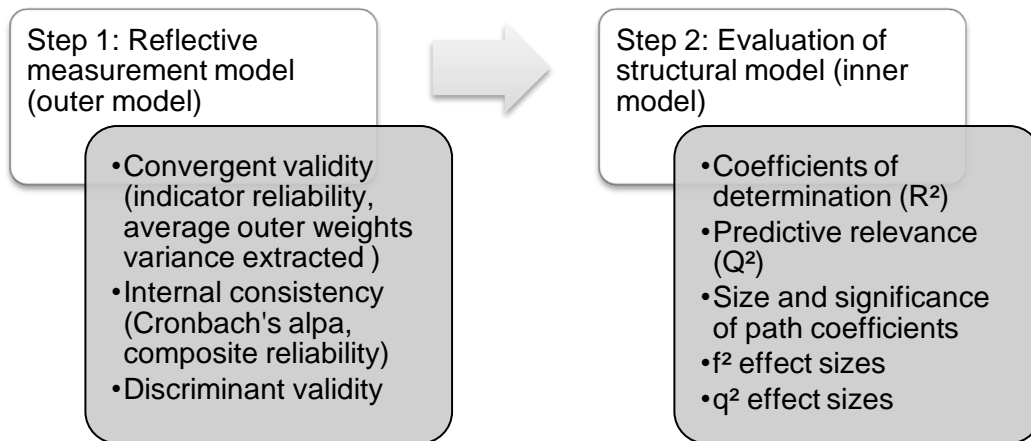 Step 1: Reflective
measurement model
(outer model)
•Convergent validity
(indicator reliability,
average outer weights
variance extracted )
•Internal consistency
(Cronbach's alpa,
composite reliability)
•Discriminant validity
Step 2: Evaluation of
structural model (inner
model)
•Coefficients of
determination (R²)
•Predictive relevance
(Q²)
•Size and significance
of path coefficients
•f² effect sizes
•q² effect sizes